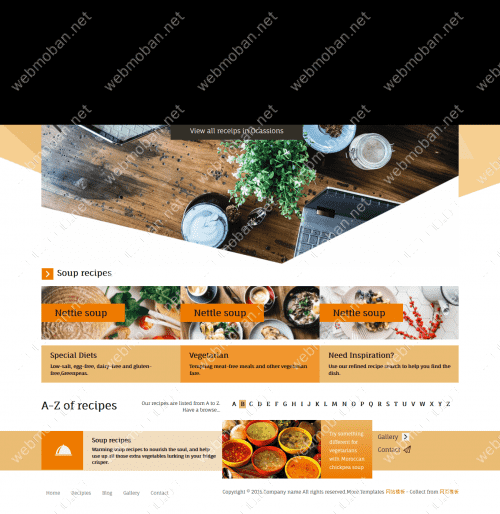 webmoban.net
View all receips in Ocassions
Soup recipes
Nettle soup
Nettle soup
Nettle soup
Special Diets
Low-salt, egg-free, dairy-free and gluten-
free,Greenpeas.
Vegetarian
Tempting meat-free meals and other vegetarian
fare.
Need Inspiration?
Use our refined recipe search to help you find the
dish.
A-Z of recipes
Our recipes are listed from A to Z.
Have a browse...
A B C D E F G H I J K L M N O P Q R S T U V W X Y Z
Soup recipes
Warming soup recipes to nourish the soul, and help
use up all those extra vegetables lurking in your fridge
crisper.
Try something
different for
vegetarians
with Moroccan
chickpea soup
Gallery
Contact
Home Recipies Blog Gallery Contact
Copyright © 2014.Company name All rights reserved.More Templates - Collect from